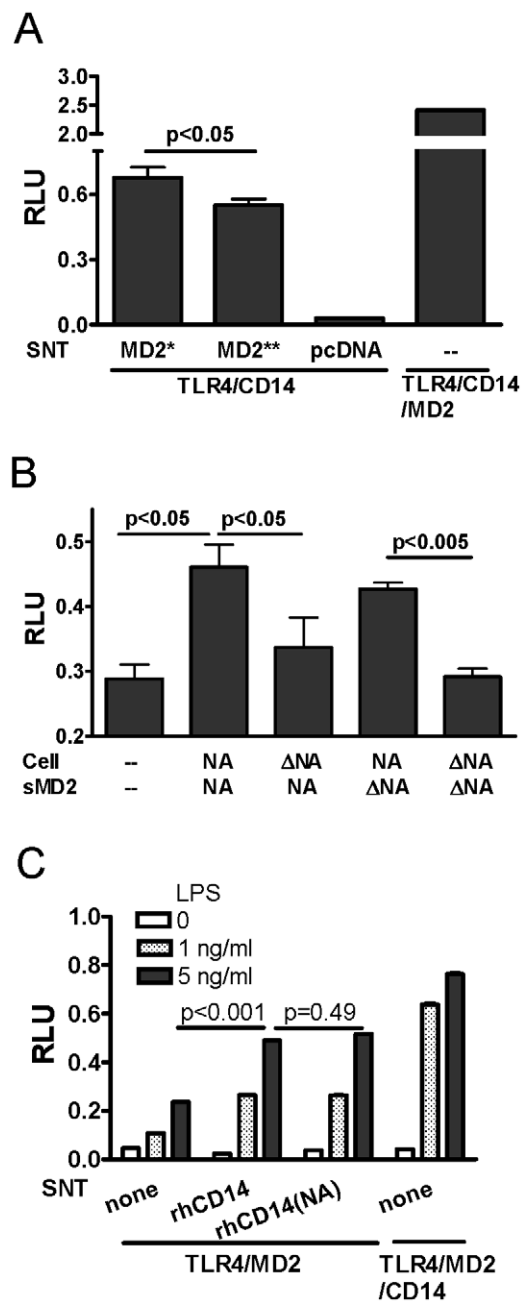 A
3.0
2.5
2.0
0.6
0.3
0.0
RLU
p<0.05
SNT MD2* MD2** pcDNA --
TLR4/CD14 TLR4/CD14
/MD2
B
p<0.05 p<0.05
p<0.005
0.5
0.4
0.3
0.2
RLU
Cell -- NA ΔNA NA ΔNA
sMD2 -- NA NA ΔNA ΔNA
C
LPS
0
1 ng/ml
5 ng/ml
1.0
0.8
0.6
0.4
0.2
0.0
RLU
p<0.001 p=0.49
SNT none rhCD14 rhCD14(NA) none
TLR4/MD2 TLR4/MD2
/CD14